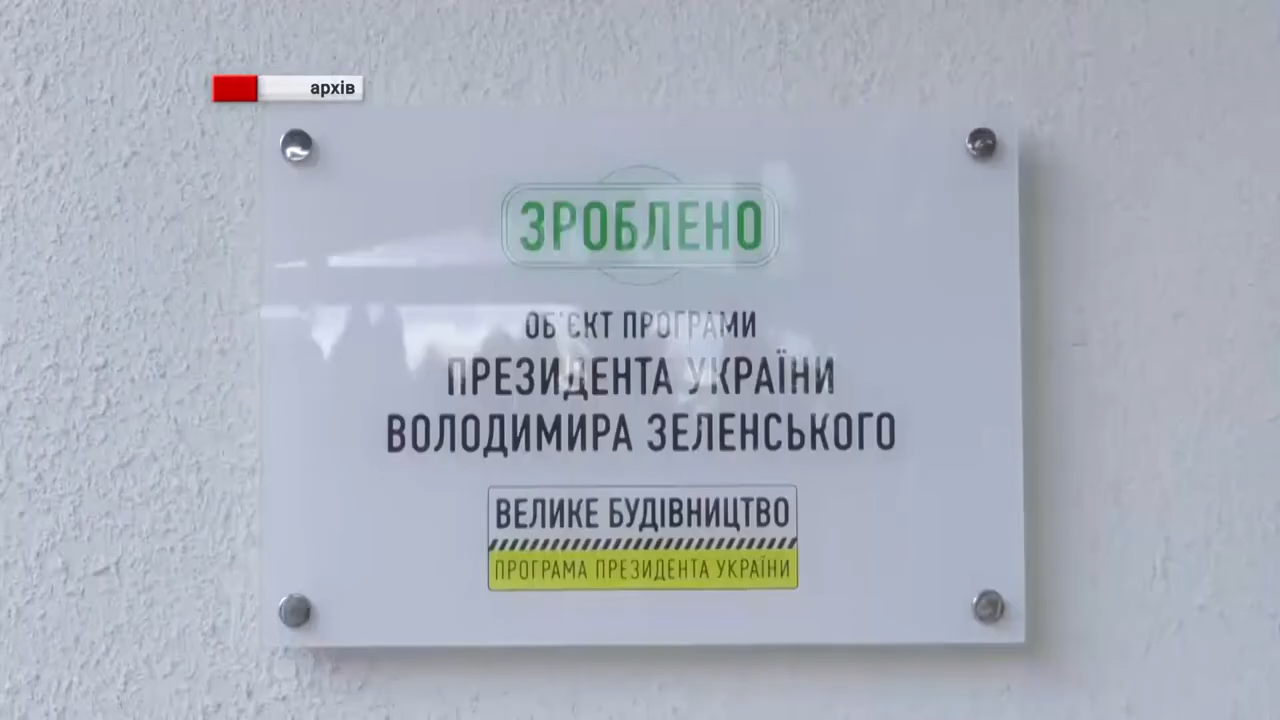 архів
ЗРОБЛЕНО
ОБ'ЄКТ ПРОГРАМИ
ПРЕЗИДЕНТА УКРАЇНИ
ВОЛОДИМИРА ЗЕЛЕНСЬКОГО
ВЕЛИКЕ БУДІВНИЦТВО
ПРОГРАМА ПРЕЗИДЕНТА УКРАЇНИ